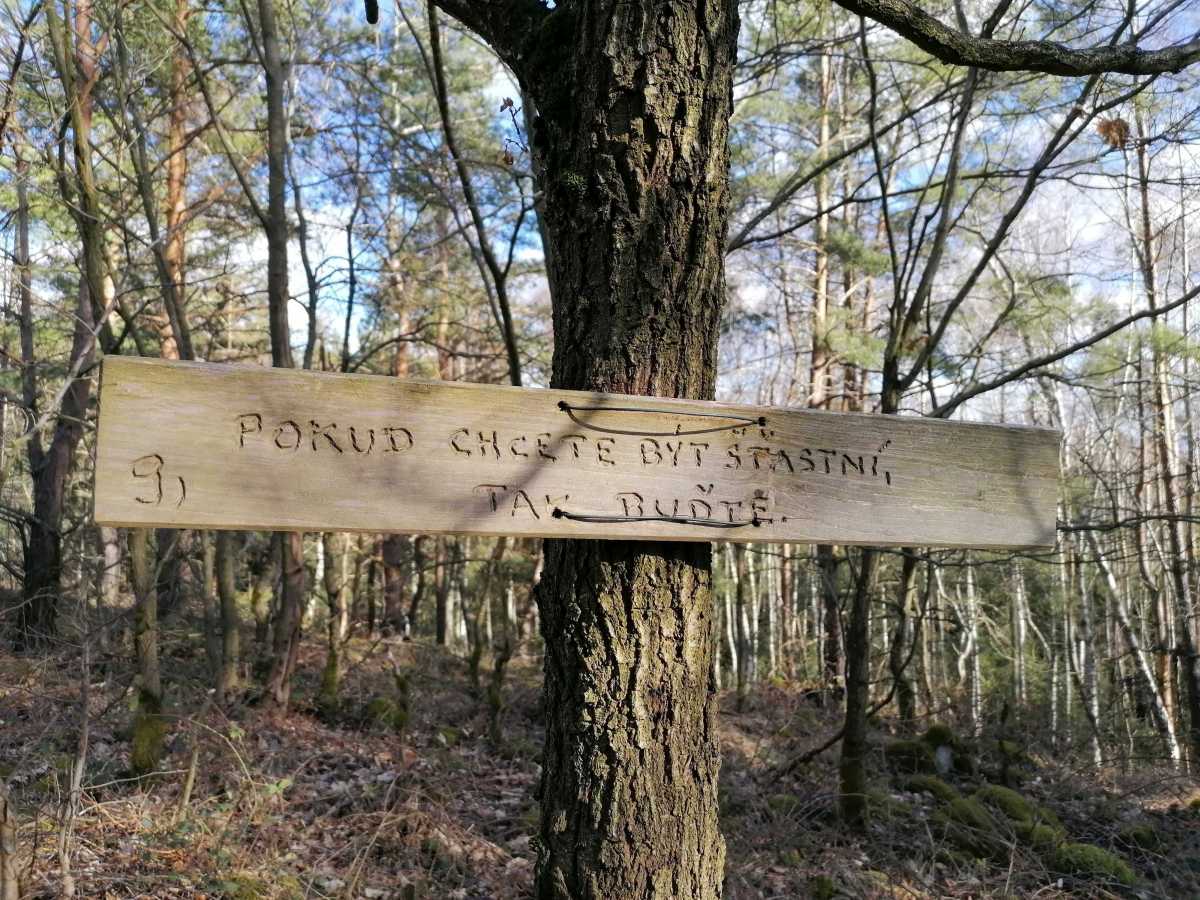 POKUD CHCETE BÝT ŠŤASTNÍ,
9, TAK BUĎTE.